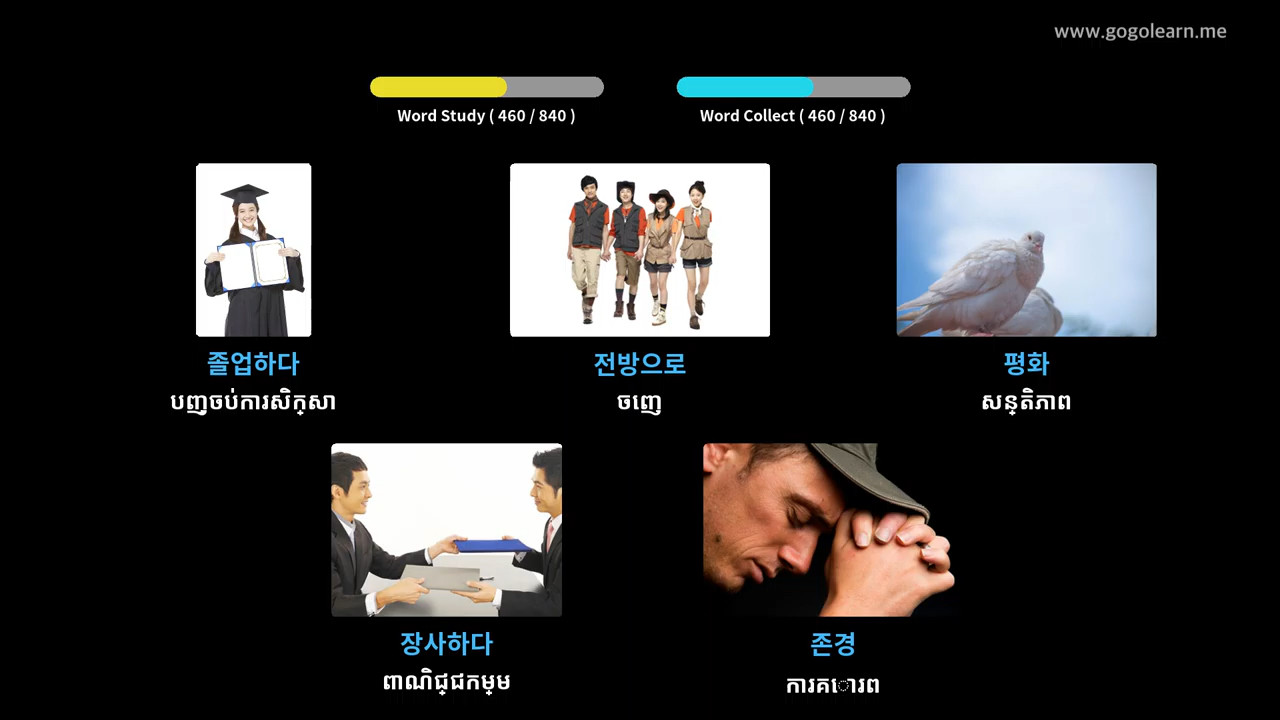 www.gogolearn.me
Word Study ( 460 / 840 )
Word Collect ( 460 / 840 )
졸업하다
전방으로
평화
បញ្ចប់ការសិក្សា
ចេញ
សន្តិភាព
장사하다
존경
ពាណិជ្ជកម្ម
ការគោរព